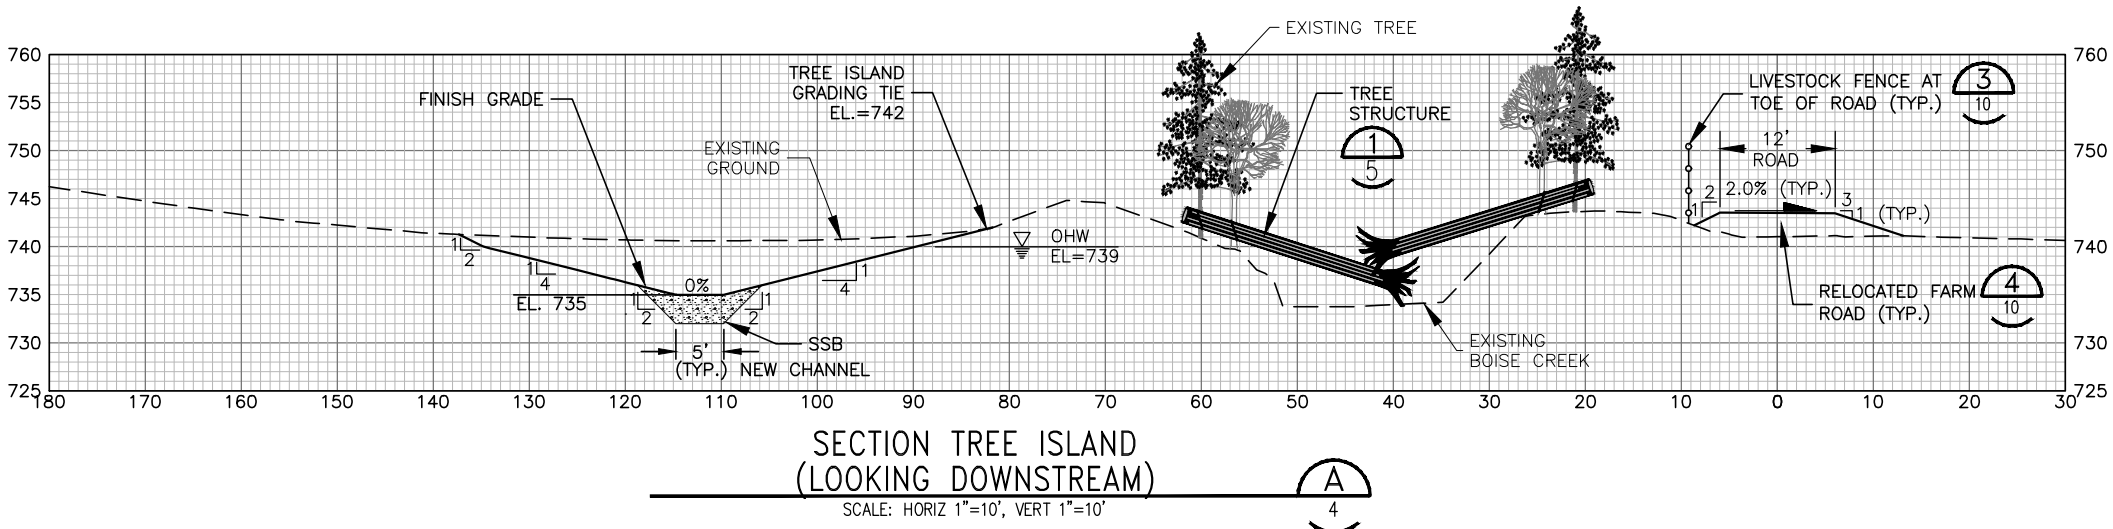 EXISTING TREE
760
755
750
745
740
735
730
725
TREE ISLAND
GRADING TIE
EL.=742
FINISH GRADE
EXISTING
GROUND
TREE
STRUCTURE
1
5
LIVESTOCK FENCE AT
TOE OF ROAD (TYP.)
3
10
12'
ROAD
2.0% (TYP.)
1
2
3
1
(TYP.)
OHW
EL=739
1
2
1
4
0%
1
4
EL. 735
1
2
1
2
SSB
5'
(TYP.) NEW CHANNEL
EXISTING
BOISE CREEK
RELOCATED FARM
ROAD (TYP.)
4
10
760
750
740
730
725
180 170 160 150 140 130 120 110 100 90 80 70 60 50 40 30 20 10 0 10 20 30
SECTION TREE ISLAND
(LOOKING DOWNSTREAM)
SCALE: HORIZ 1"=10', VERT 1"=10'
A
4